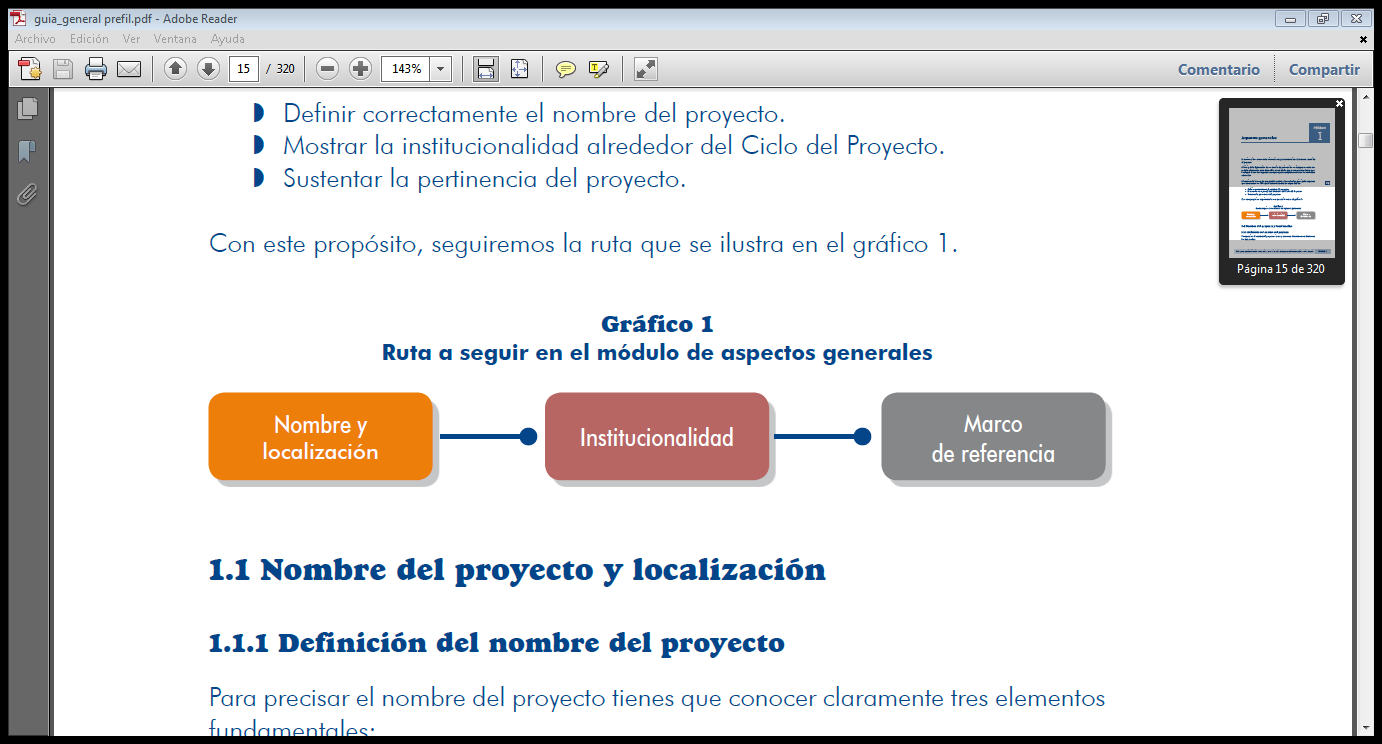 guia_general prefil.pdf - Adobe Reader
Archivo Edición Ver Ventana Ayuda
15 / 320 143% Comentario Compartir
Definir correctamente el nombre del proyecto.
Mostrar la institucionalidad alrededor del Ciclo del Proyecto.
Sustentar la pertinencia del proyecto.
Con este propósito, seguiremos la ruta que se ilustra en el gráfico 1.
Página 15 de 320
Gráfico 1
Ruta a seguir en el módulo de aspectos generales
Nombre y
localización
Institucionalidad
Marco
de referencia
1.1 Nombre del proyecto y localización
1.1.1 Definición del nombre del proyecto
Para precisar el nombre del proyecto tienes que conocer claramente tres elementos
fundamentales: